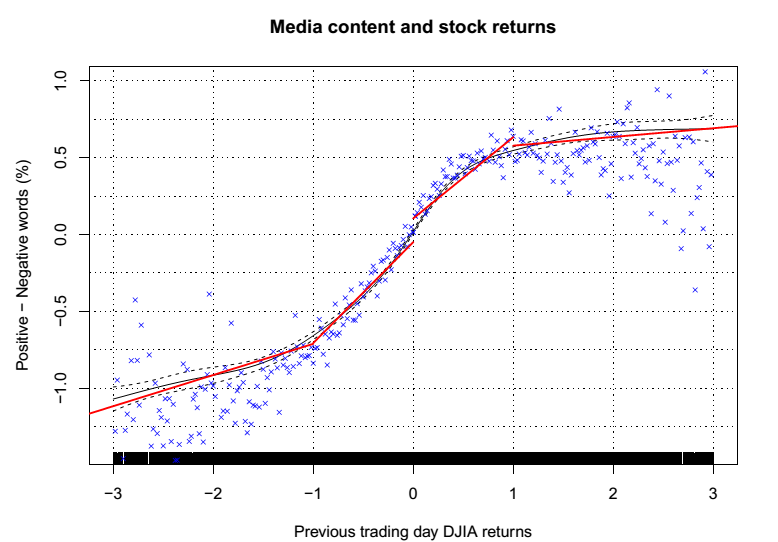 Media content and stock returns
Positive − Negative words (%)
1.0
0.5
0.0
−0.5
−1.0
−3 −2 −1 0 1 2 3
Previous trading day DJIA returns